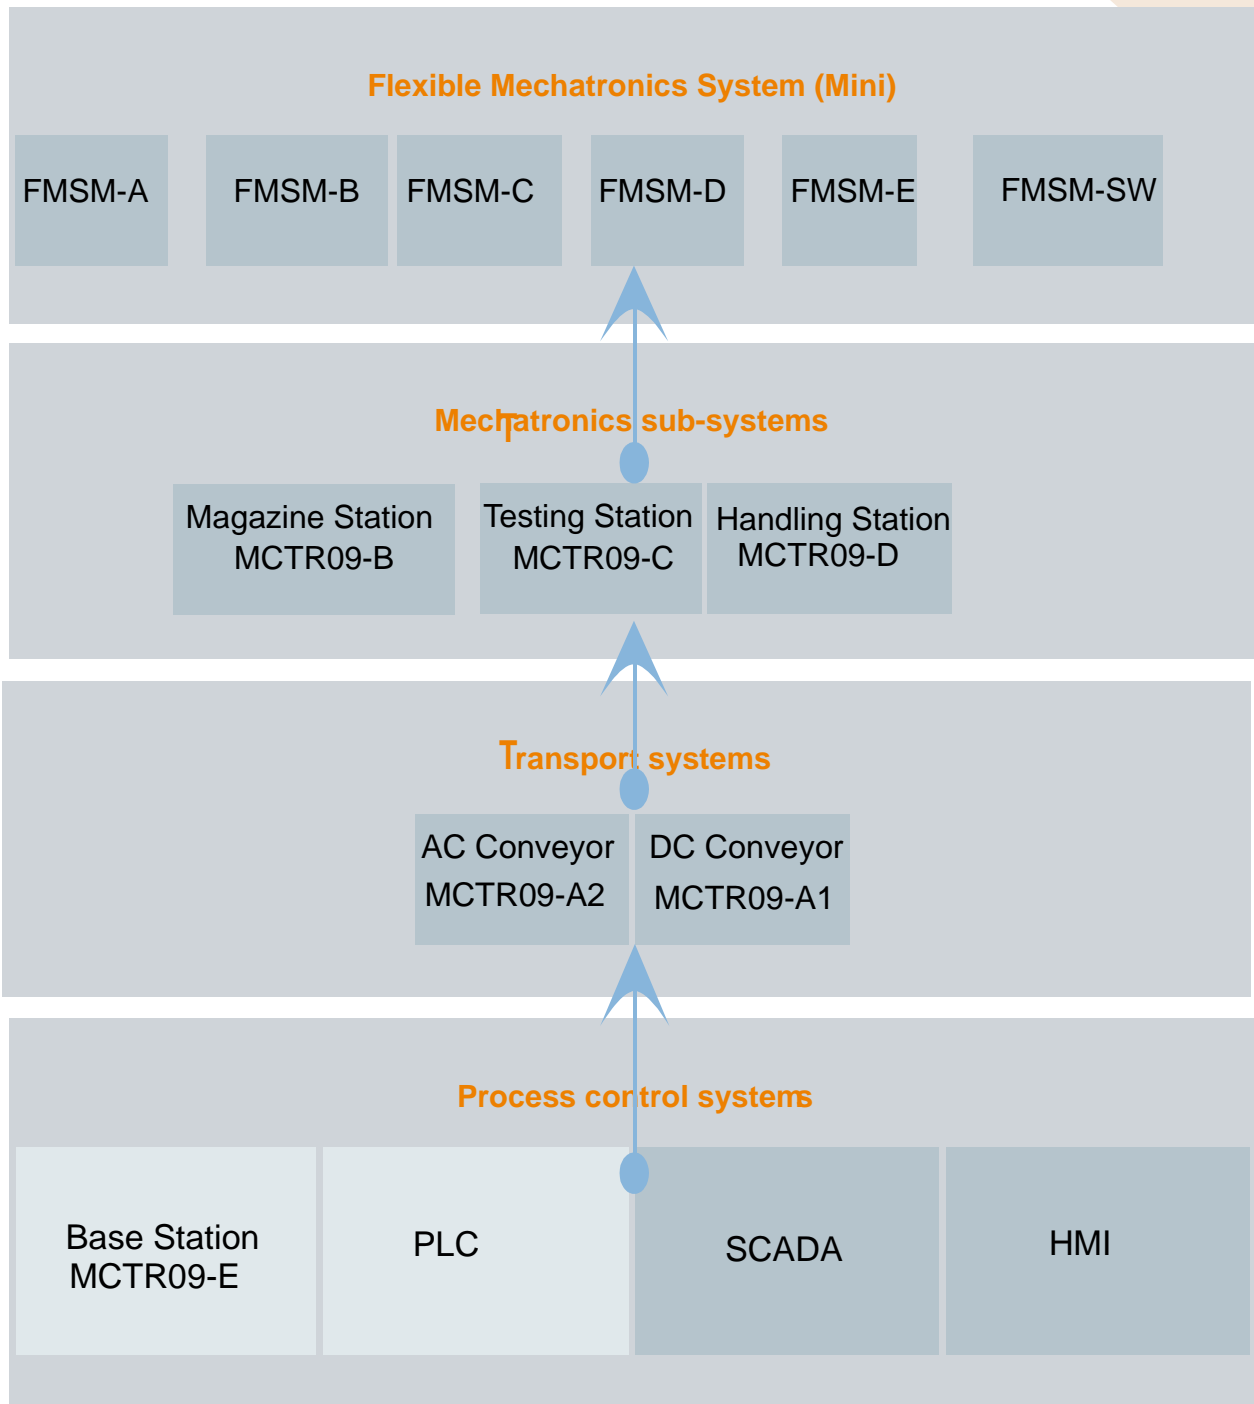 Flexible Mechatronics System (Mini)
FMSM-A
FMSM-B
FMSM-C
FMSM-D
FMSM-E
FMSM-SW
Mechatronics sub-systems
T
Magazine Station
MCTR09-B
Testing Station
MCTR09-C
Handling Station
MCTR09-D
Transport systems
AC Conveyor
MCTR09-A2
DC Conveyor
MCTR09-A1
Process control systems
Base Station
MCTR09-E
PLC
SCADA
HMI